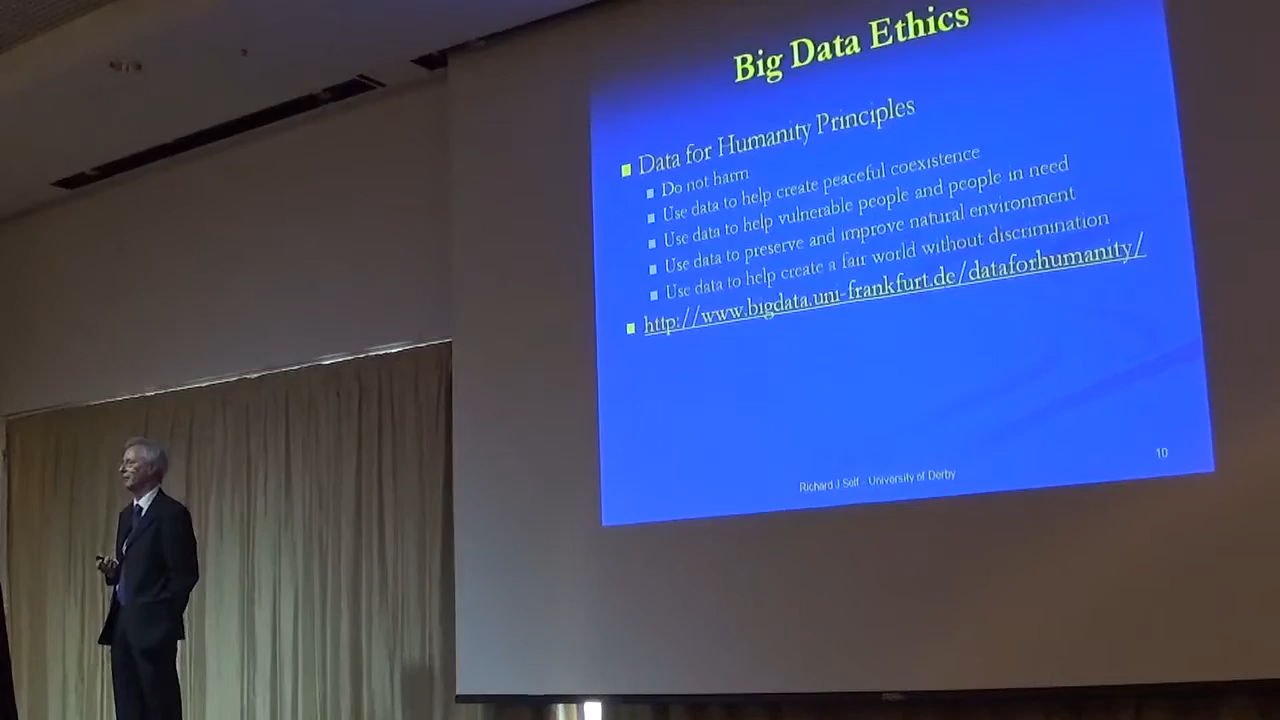 Big Data Ethics
Data for Humanity Principles
Do not harm
Use data to help create peaceful coexistence
Use data to help vulnerable people and people in need
Use data to preserve and improve natural environment
Use data to help create a fair world without discrimination
http://www.bigdata.uni-frankfurt.de/dataforhumanity/
Richard J Self - University of Derby
10